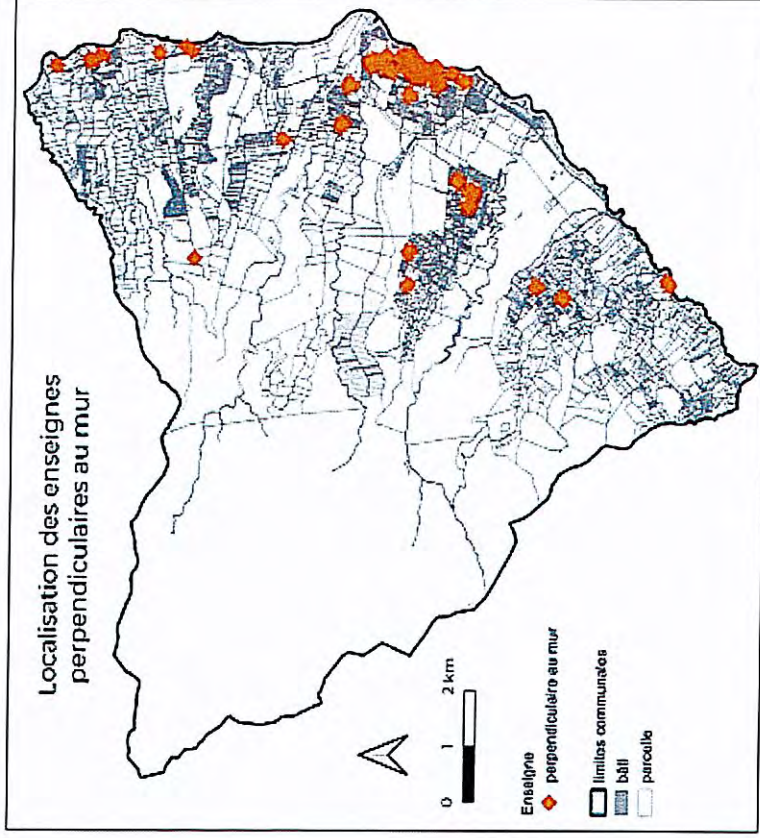 Localisation des enseignes
perpendiculaires au mur
0 1 2 km
Enseigne
perpendiculaire au mur
limites communales
bâti
parcelle